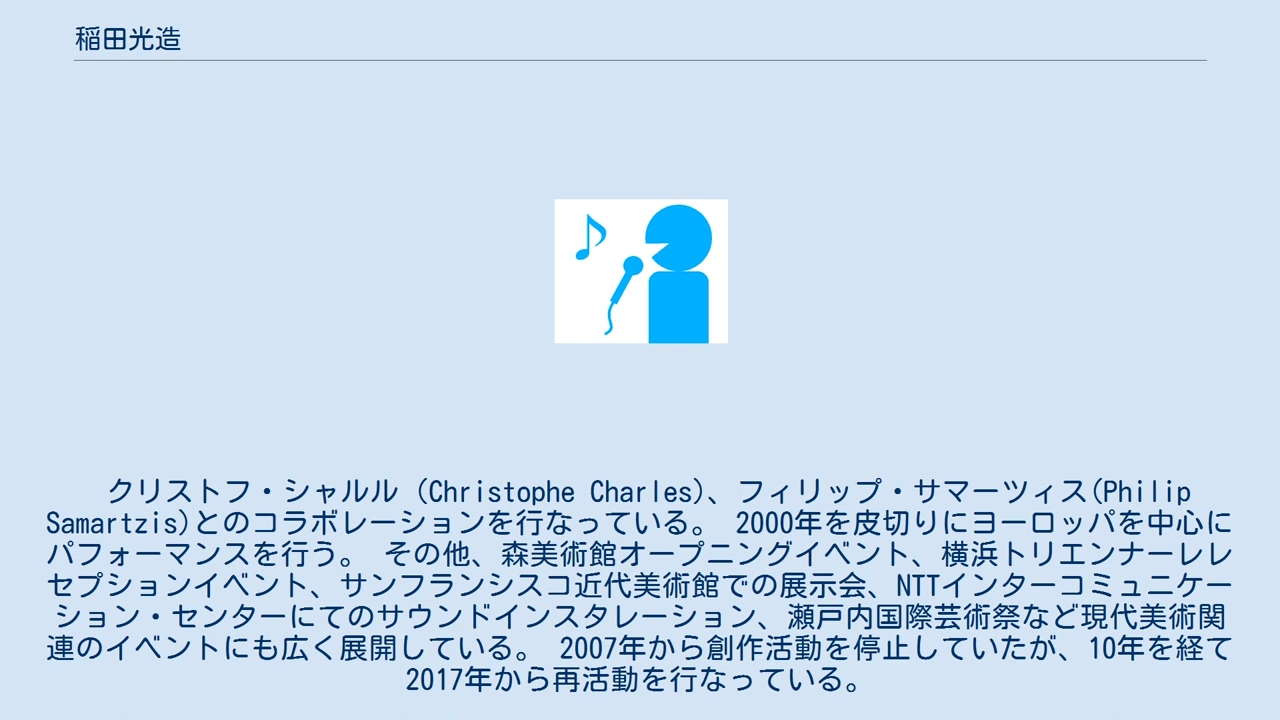 稲田光造
クリストフ・シャルル（Christophe Charles)、フィリップ・サマーツィス(Philip
Samartzis)とのコラボレーションを行なっている。 2000年を皮切りにヨーロッパを中心に
パフォーマンスを行う。 その他、森美術館オープニングイベント、横浜トリエンナーレレ
セプションイベント、サンフランシスコ近代美術館での展示会、NTTインターコミュニケー
ション・センターにてのサウンドインスタレーション、瀬戸内国際芸術祭など現代美術関
連のイベントにも広く展開している。 2007年から創作活動を停止していたが、10年を経て
2017年から再活動を行なっている。